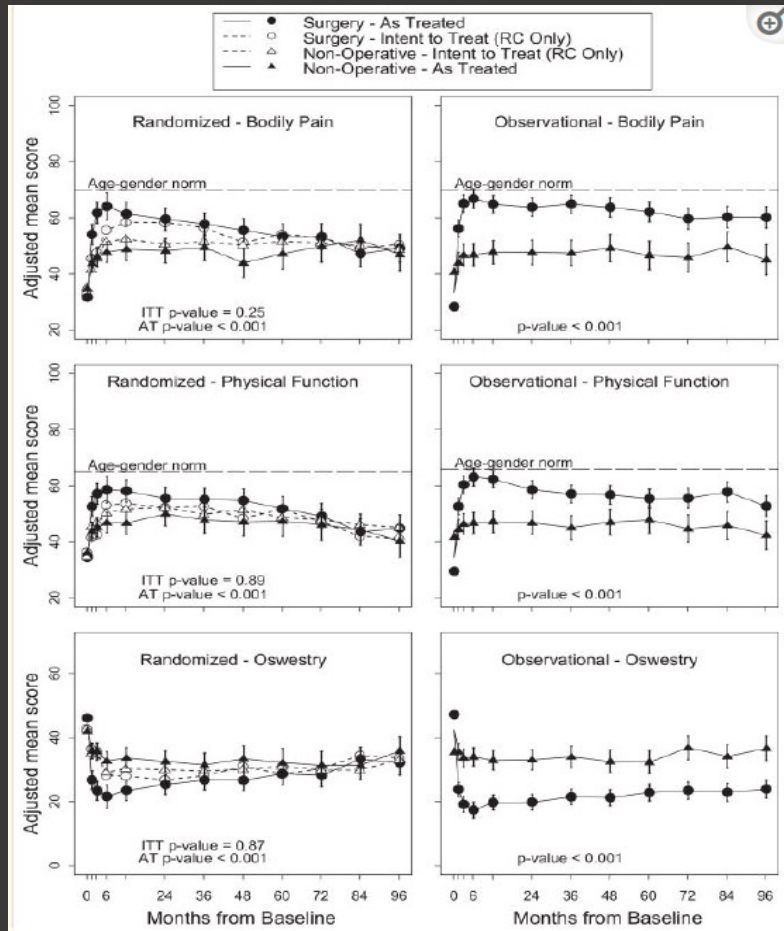 Surgery - As Treated
Surgery - Intent to Treat (RC Only)
Non-Operative - Intent to Treat (RC Only)
Non-Operative - As Treated
Randomized - Bodily Pain
Age-gender norm
ITT p-value = 0.25
AT p-value < 0.001
Adjusted mean score
20 40 60 80 100
Observational - Bodily Pain
Age-gender norm
p-value < 0.001
Randomized - Physical Function
Age-gender norm
ITT p-value = 0.89
AT p-value < 0.001
Adjusted mean score
20 40 60 80 100
Observational - Physical Function
Age-gender norm
p-value < 0.001
Randomized - Oswestry
ITT p-value = 0.87
AT p-value < 0.001
Adjusted mean score
0 20 40 60
Observational - Oswestry
p-value < 0.001
0 6 24 36 48 60 72 84 96
0 6 24 36 48 60 72 84 96
Months from Baseline
Months from Baseline